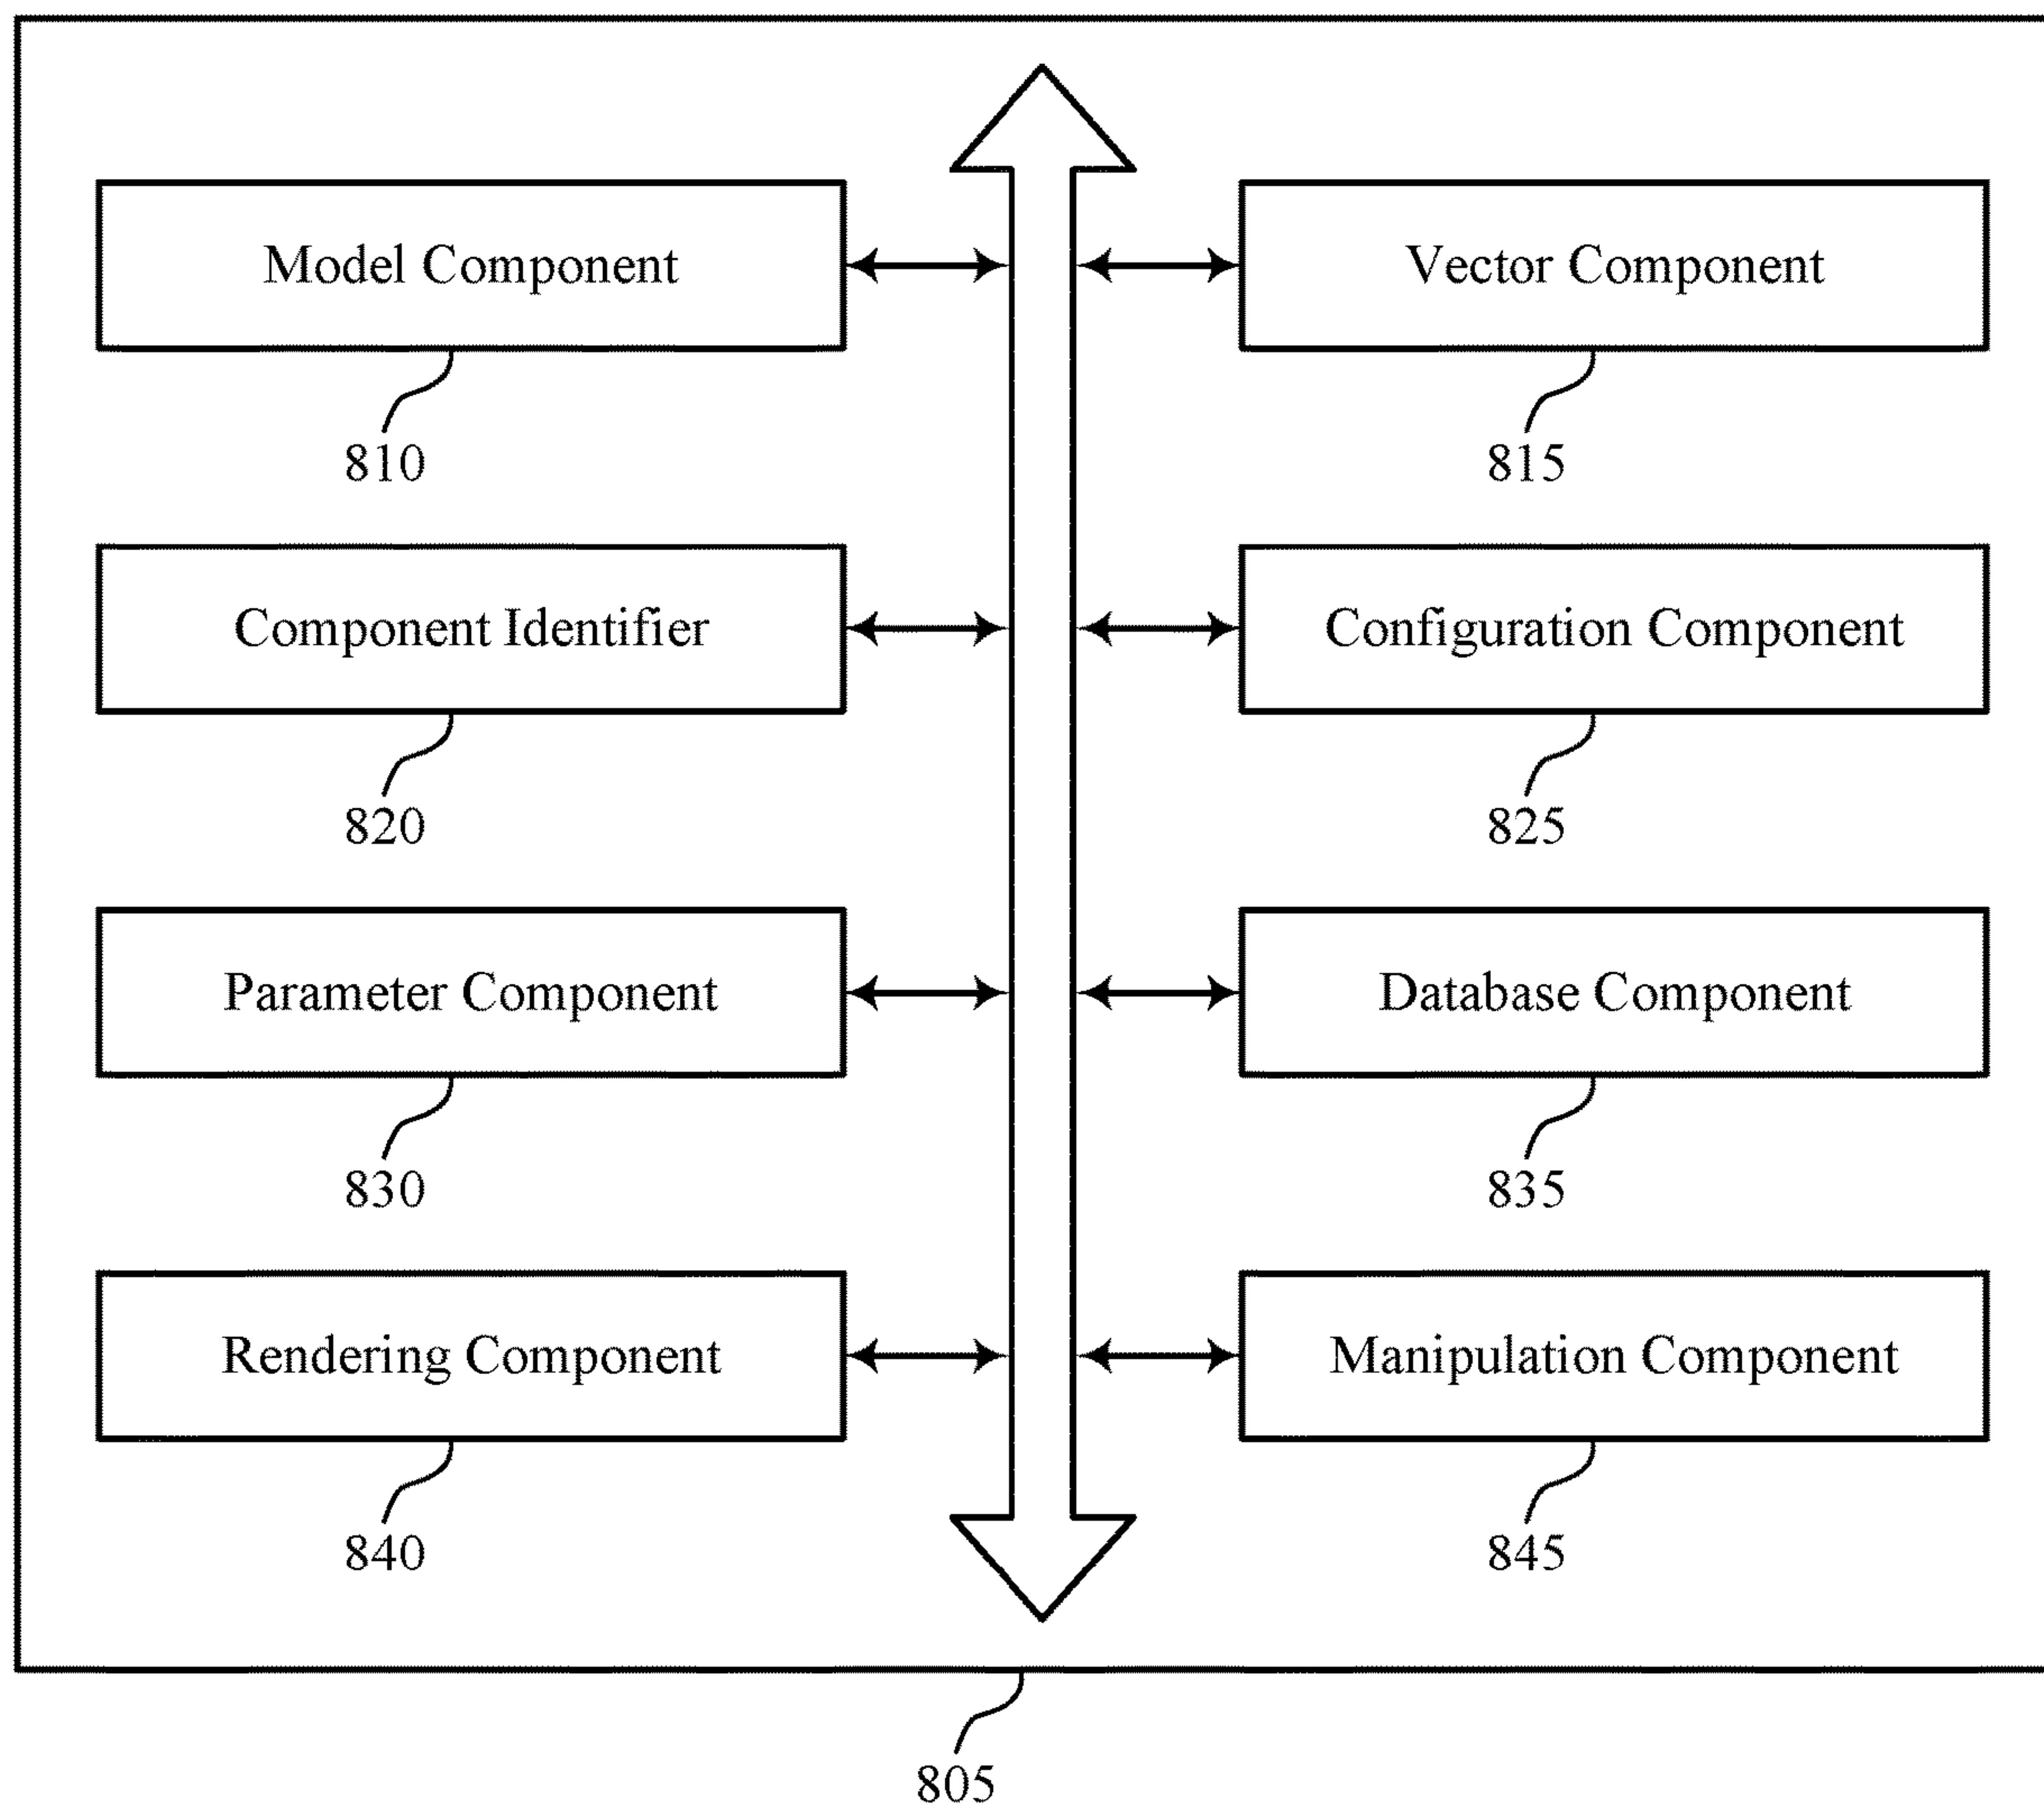 Model Component
Vector Component
810
815
Component Identifier
Configuration Component
820
825
Parameter Component
Database Component
830
835
Rendering Component
Manipulation Component
840
845
805